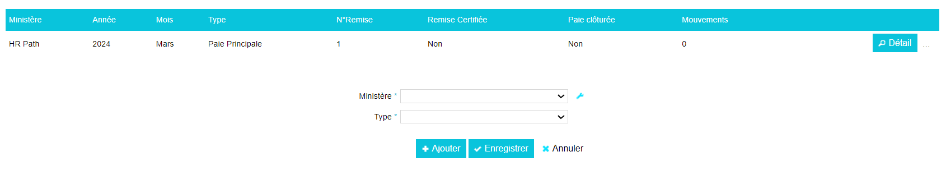 Ministère Année Mois Type N°Remise Remise Certifiée Paie clôturée Mouvements
HR Path 2024 Mars Paie Principale 1 Non Non 0 Détail ...
Ministère *
Type *
Ajouter Enregistrer Annuler